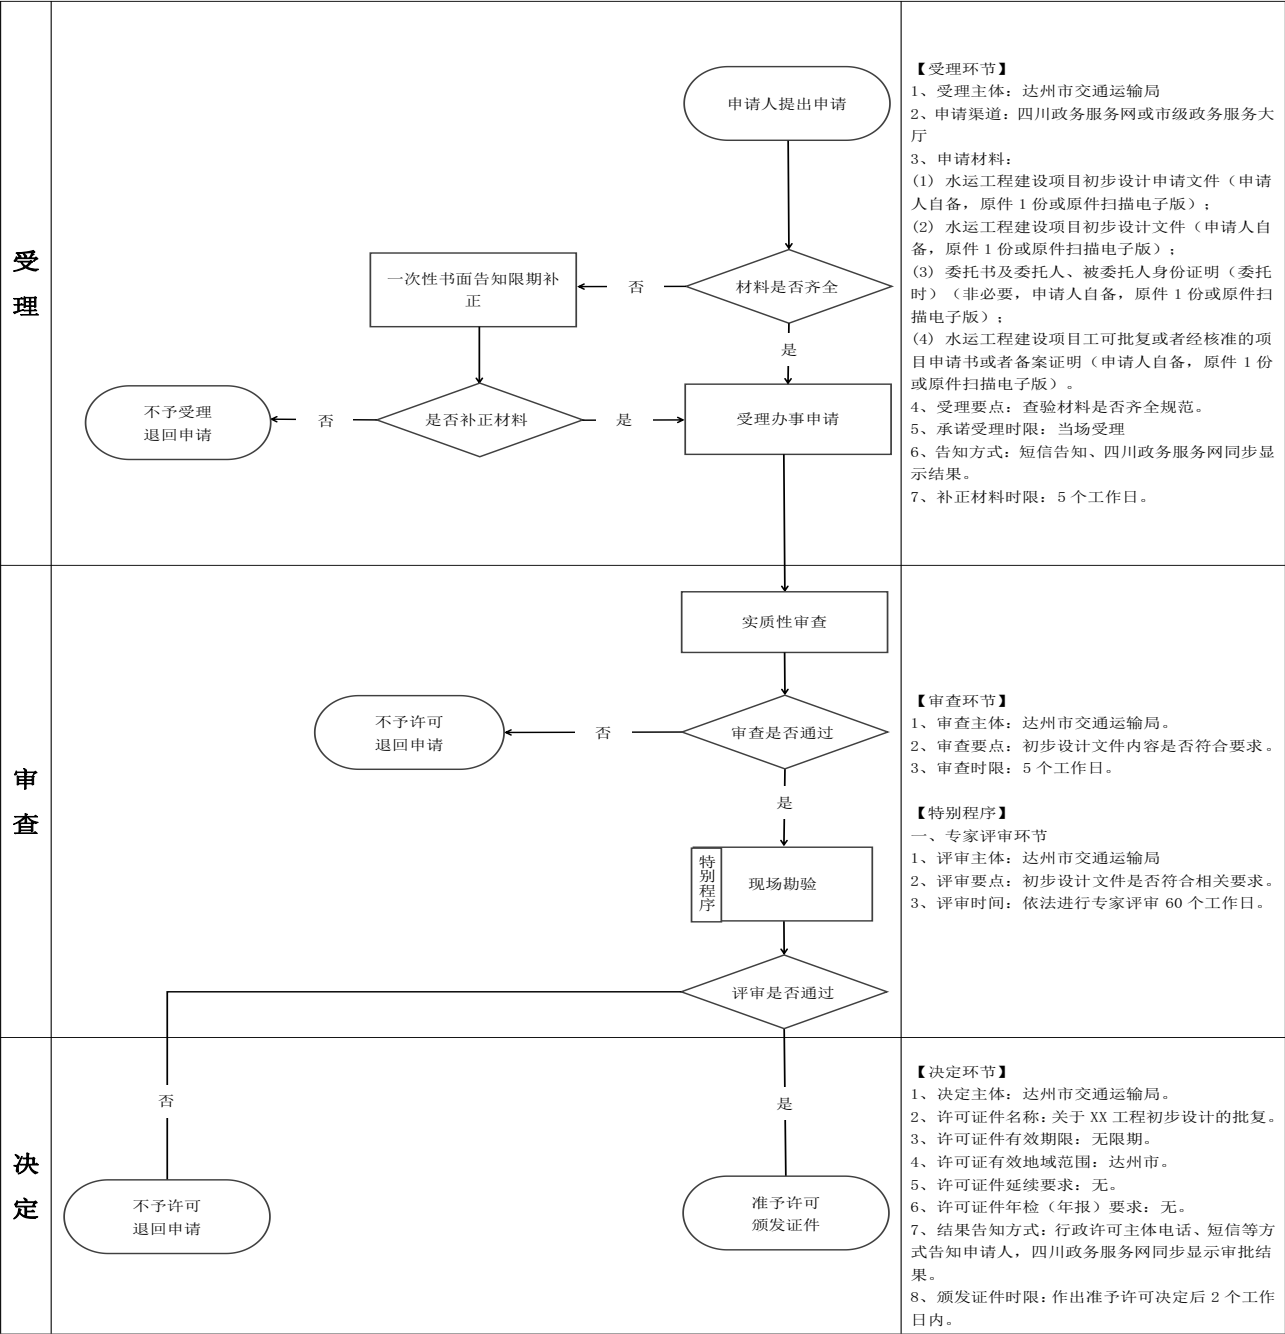 受
理
申请人提出申请
材料是否齐全
否
一次性书面告知限期补
正
是
不予受理
退回申请
否
是否补正材料
是
受理办事申请
【受理环节】
1、受理主体：达州市交通运输局
2、申请渠道：四川政务服务网或市级政务服务大
厅
3、申请材料：
(1) 水运工程建设项目初步设计申请文件（申请
人自备，原件 1 份或原件扫描电子版）；
(2) 水运工程建设项目初步设计文件（申请人自
备，原件 1 份或原件扫描电子版）；
(3) 委托书及委托人、被委托人身份证明（委托
时）（非必要，申请人自备，原件 1 份或原件扫
描电子版）；
(4) 水运工程建设项目工可批复或者经核准的项
目申请书或者备案证明（申请人自备，原件 1 份
或原件扫描电子版）。
4、受理要点：查验材料是否齐全规范。
5、承诺受理时限：当场受理
6、告知方式：短信告知、四川政务服务网同步显
示结果。
7、补正材料时限：5 个工作日。
审
查
实质性审查
不予许可
退回申请
否
审查是否通过
是
特别程序
现场勘验
评审是否通过
【审查环节】
1、审查主体：达州市交通运输局。
2、审查要点：初步设计文件内容是否符合要求。
3、审查时限：5 个工作日。
【特别程序】
一、专家评审环节
1、评审主体：达州市交通运输局
2、评审要点：初步设计文件是否符合相关要求。
3、评审时间：依法进行专家评审 60 个工作日。
决
定
否
是
不予许可
退回申请
准予许可
颁发证件
【决定环节】
1、决定主体：达州市交通运输局。
2、许可证件名称：关于 XX 工程初步设计的批复。
3、许可证件有效期限：无限期。
4、许可证有效地域范围：达州市。
5、许可证件延续要求：无。
6、许可证件年检（年报）要求：无。
7、结果告知方式：行政许可主体电话、短信等方
式告知申请人，四川政务服务网同步显示审批结
果。
8、颁发证件时限：作出准予许可决定后 2 个工作
日内。